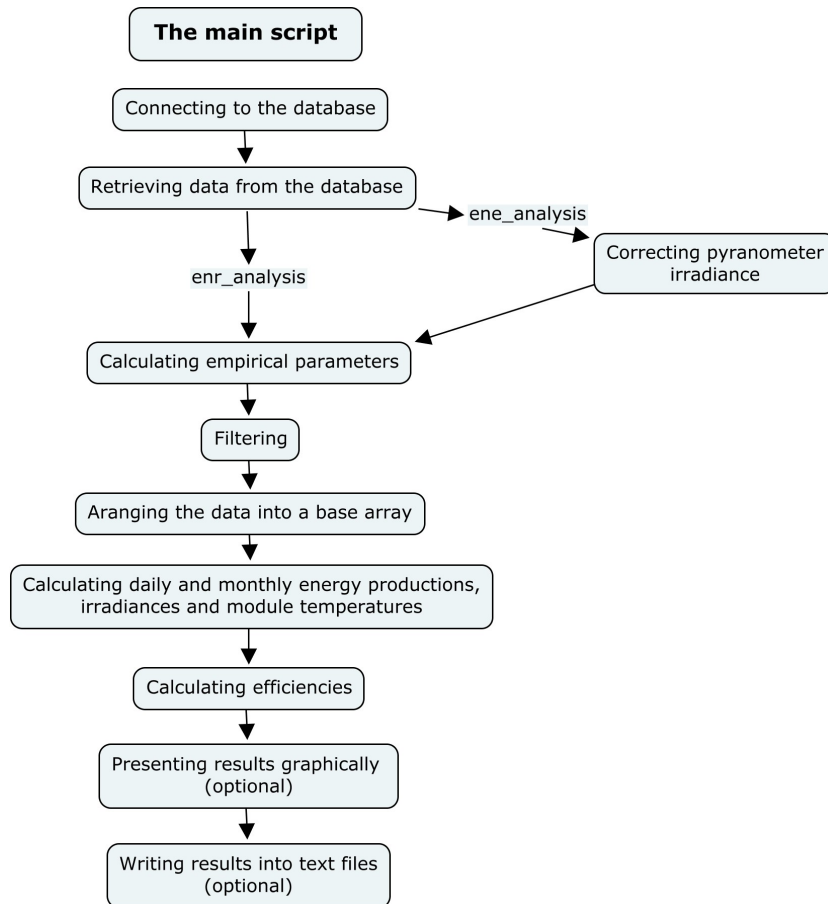 The main script
Connecting to the database
Retrieving data from the database
ene_analysis
Correcting pyranometer
irradiance
enr_analysis
Calculating empirical parameters
Filtering
Aranging the data into a base array
Calculating daily and monthly energy productions,
irradiances and module temperatures
Calculating efficiencies
Presenting results graphically
(optional)
Writing results into text files
(optional)